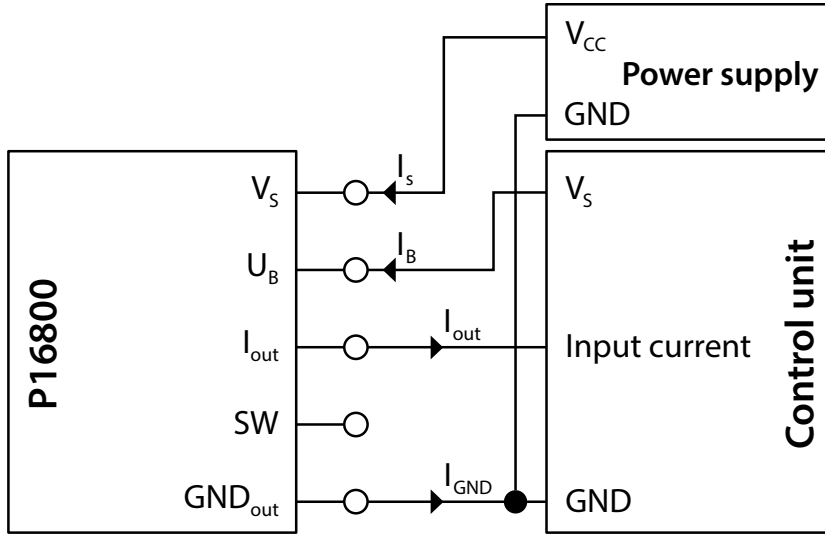 V_CC
Power supply
GND
P16800
V_S
I_s
V_S
U_B
I_B
I_out
I_out
Input current
SW
GND_out
I_GND
GND
Control unit